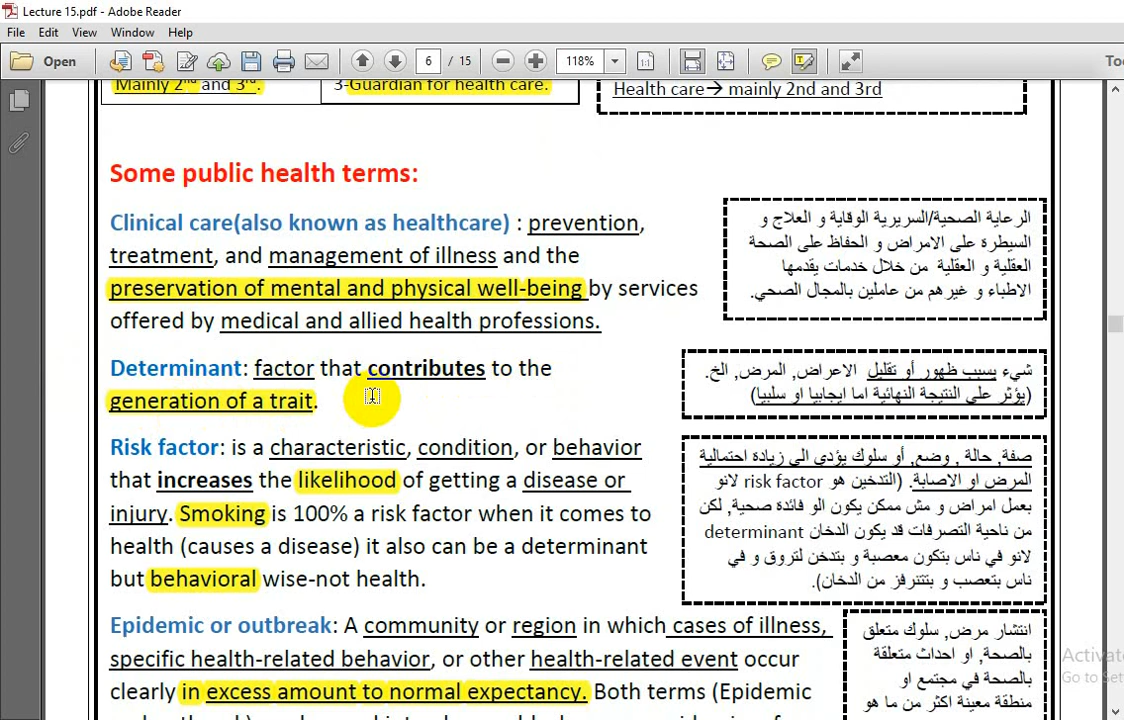 Lecture 15.pdf - Adobe Reader
File Edit View Window Help
Open 6 / 15 118% 1:1
Mainly 2nd and 3rd.
3-Guardian for health care.
Health care→ mainly 2nd and 3rd
Some public health terms:
Clinical care(also known as healthcare) : prevention,
treatment, and management of illness and the
preservation of mental and physical well-being by services
offered by medical and allied health professions.
الرعاية الصحية/السريرية الوقاية و العلاج و
السيطرة على الامراض و الحفاظ على الصحة
العقلية و العقلية من خلال خدمات يقدمها
الاطباء و غيرهم من عاملين بالمجال الصحي.
Determinant: factor that contributes to the
generation of a trait.
شيء يسبب ظهور أو تقليل الاعراض, المرض, الخ.
(يؤثر على النتيجة النهائية اما ايجابيا او سلبيا)
Risk factor: is a characteristic, condition, or behavior
that increases the likelihood of getting a disease or
injury. Smoking is 100% a risk factor when it comes to
health (causes a disease) it also can be a determinant
but behavioral wise-not health.
صفة, حالة , وضع, أو سلوك يؤدي الى زيادة احتمالية
المرض او الاصابة. (التدخين هو risk factor لانو
بعمل امراض و مش ممكن يكون الو فائدة صحية, لكن
من ناحية التصرفات قد يكون الدخان determinant
لانو في ناس بتكون معصبة و بتدخن لتروق و في
ناس بتعصب و بتتنرفز من الدخان).
Epidemic or outbreak: A community or region in which cases of illness,
specific health-related behavior, or other health-related event occur
clearly in excess amount to normal expectancy. Both terms (Epidemic
انتشار مرض, سلوك متعلق
بالصحة, او احداث متعلقة
بالصحة في مجتمع او
منطقة معينة اكثر من ما هو
Activate
Go to Set